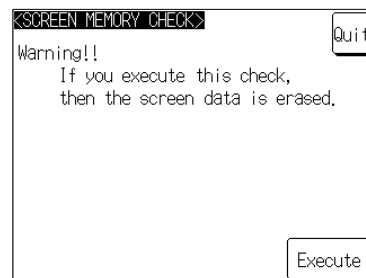 <SCREEN MEMORY CHECK>
Quit
Warning!!
If you execute this check,
then the screen data is erased.
Execute